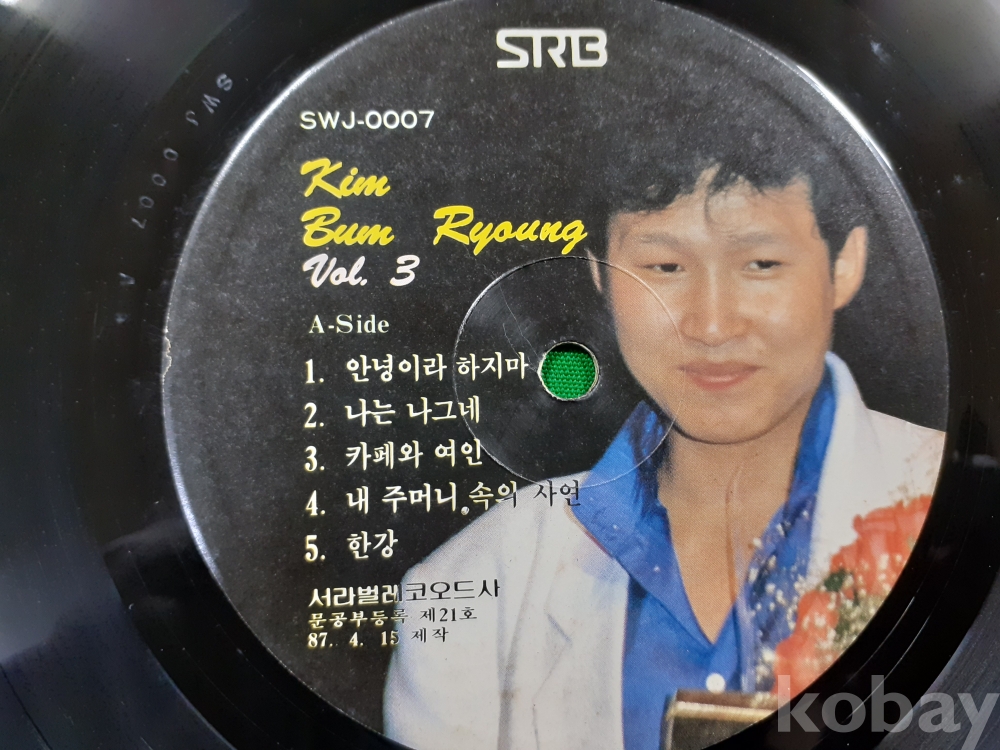 STRB
SWJ-0007
Kim
Bum Ryoung
Vol. 3
A-Side
1. 안녕이라 하지마
2. 나는 나그네
3. 카페와 여인
4. 내 주머니 속의 사연
5. 한강
서라벌레코오드사
문공부등록 제21호
87. 4. 15 제작
SWJ 0007 A
kobay